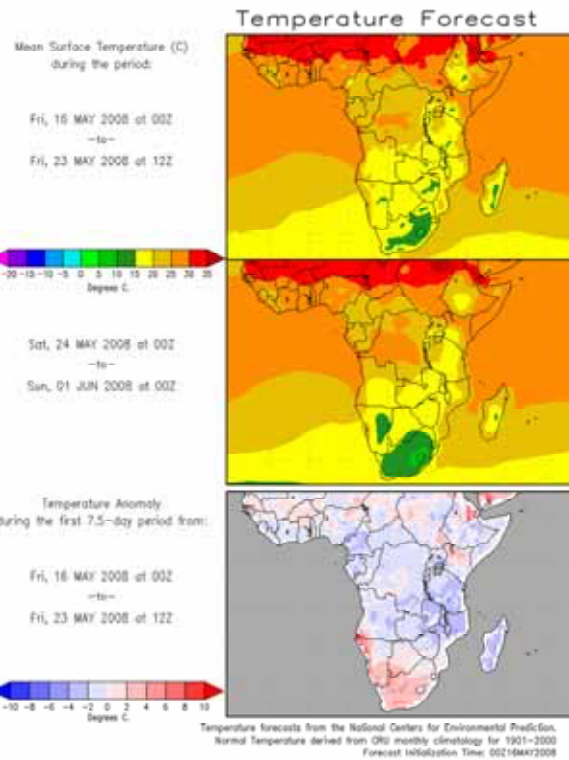 Temperature Forecast
Mean Surface Temperature (C)
during the period:
Fri, 16 MAY 2008 at 00Z
-to-
Fri, 23 MAY 2008 at 12Z
-20 -15 -10 -5 0 5 10 15 20 25 30 35
Degrees C.
Sat, 24 MAY 2008 at 00Z
-to-
Sun, 01 JUN 2008 at 00Z
Temperature Anomaly
during the first 7.5-day period from:
Fri, 16 MAY 2008 at 00Z
-to-
Fri, 23 MAY 2008 at 12Z
-10 -8 -6 -4 -2 0 2 4 6 8 10
Degrees C.
Temperature forecasts from the National Centers for Environmental Prediction.
Normal Temperature derived from CRU monthly climatology for 1901-2000
Forecast Initialization Time: 00Z16MAY2008